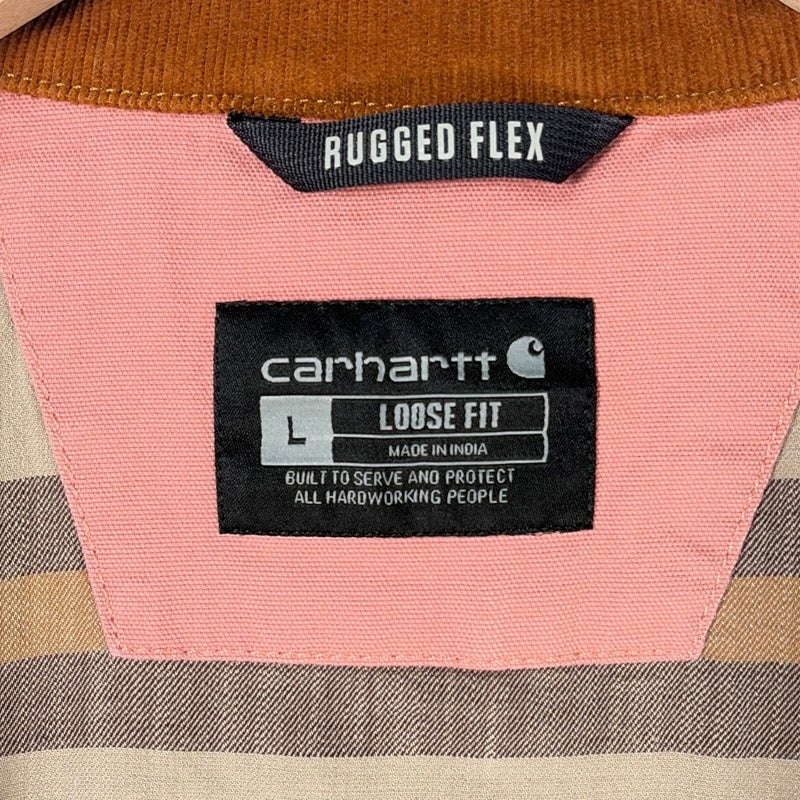 RUGGED FLEX
carhartt
L LOOSE FIT
MADE IN INDIA
BUILT TO SERVE AND PROTECT
ALL HARDWORKING PEOPLE